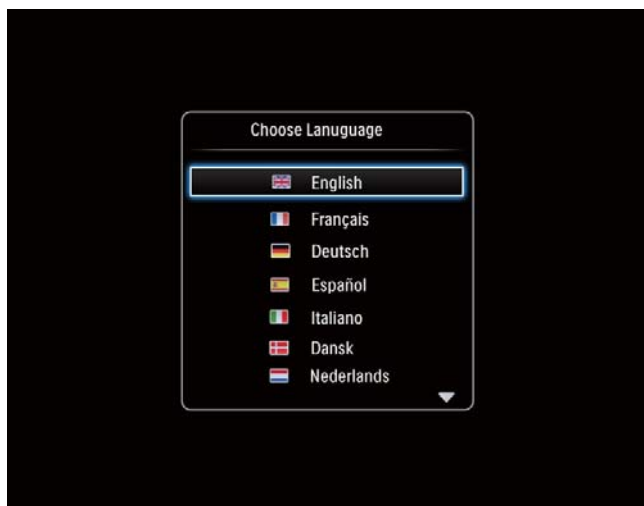 Choose Lanuguage
English
Français
Deutsch
Español
Italiano
Dansk
Nederlands